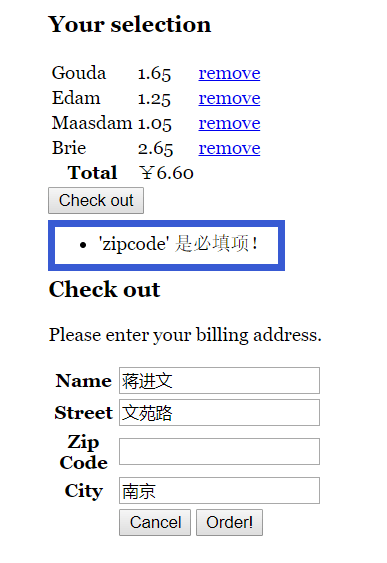 Your selection
Gouda 1.65 remove
Edam 1.25 remove
Maasdam 1.05 remove
Brie 2.65 remove
Total ￥6.60
Check out
• 'zipcode' 是必填项!
Check out
Please enter your billing address.
Name 蒋进文
Street 文苑路
Zip
Code
City 南京
Cancel Order!